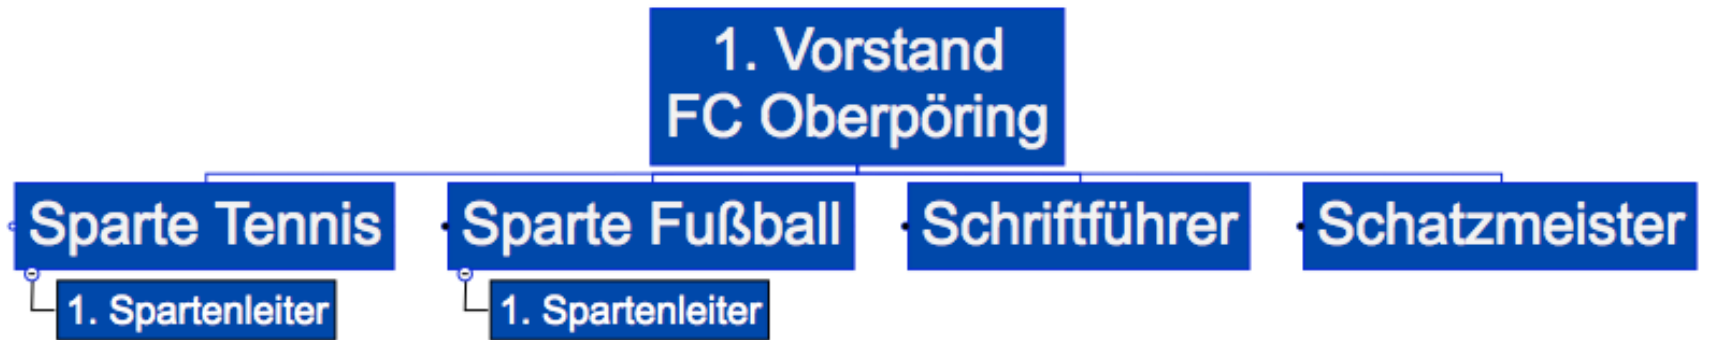 1. Vorstand
FC Oberpöring
Sparte Tennis
Sparte Fußball
Schriftführer
Schatzmeister
1. Spartenleiter
1. Spartenleiter